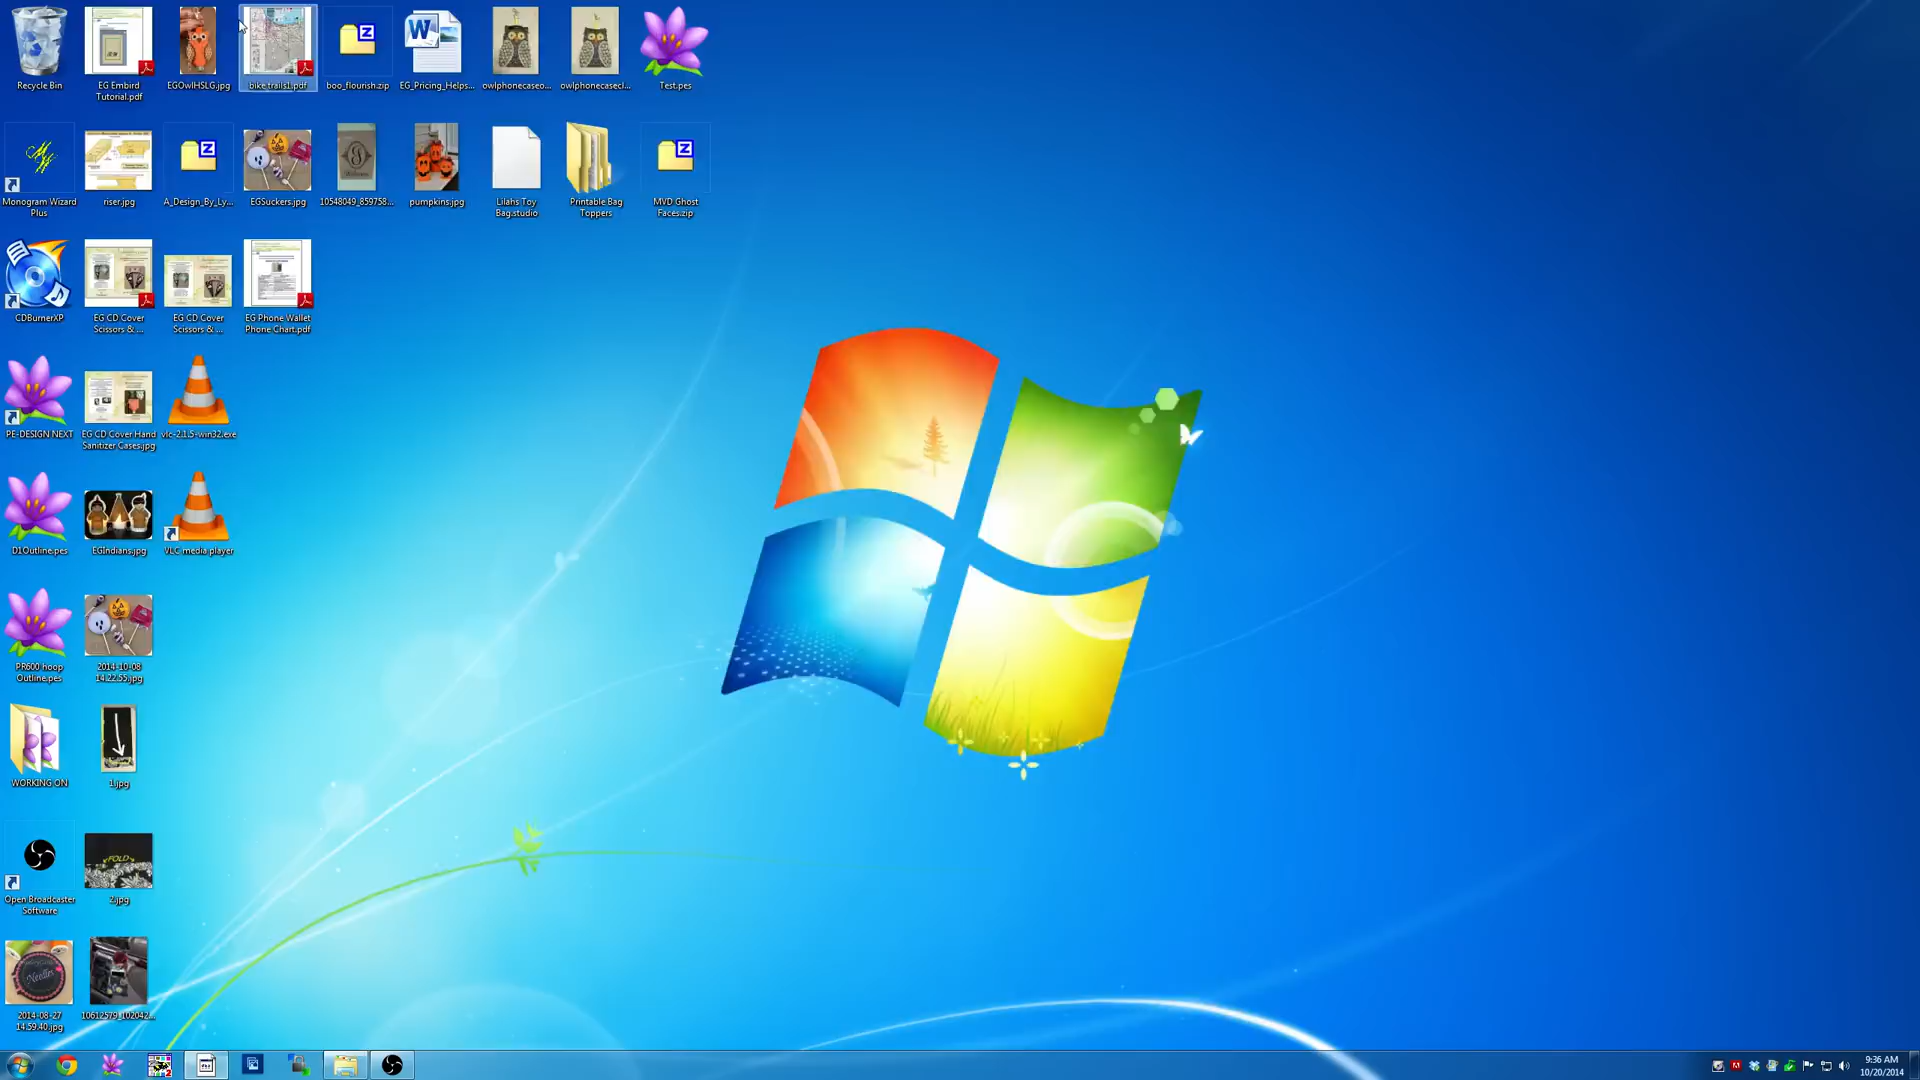 Recycle Bin
EG Embird
Tutorial.pdf
EGOwlHSLG.jpg
bike trails1.pdf
boo_flourish.zip
EG_Pricing_Helps...
owlphonecaseo...
owlphonecasecl...
Test.pes
Monogram Wizard
Plus
riser.jpg
A_Design_By_Ly...
EGSuckers.jpg
10548049_859758...
pumpkins.jpg
Lilahs Toy
Bag.studio
Printable Bag
Toppers
MVD Ghost
Faces.zip
CDBurnerXP
EG CD Cover
Scissors & ...
EG CD Cover
Scissors & ...
EG Phone Wallet
Phone Chart.pdf
PE-DESIGN NEXT
EG CD Cover Hand
Sanitizer Cases.jpg
vlc-2.1.5-win32.exe
D1Outline.pes
EGIndians.jpg
VLC media player
PR600 hoop
Outline.pes
2014-10-08
14.22.55.jpg
WORKING ON
1.jpg
Open Broadcaster
Software
FOLD
2.jpg
Needles
2014-08-27
14.59.40.jpg
10612579_102042...
9:36 AM
10/20/2014